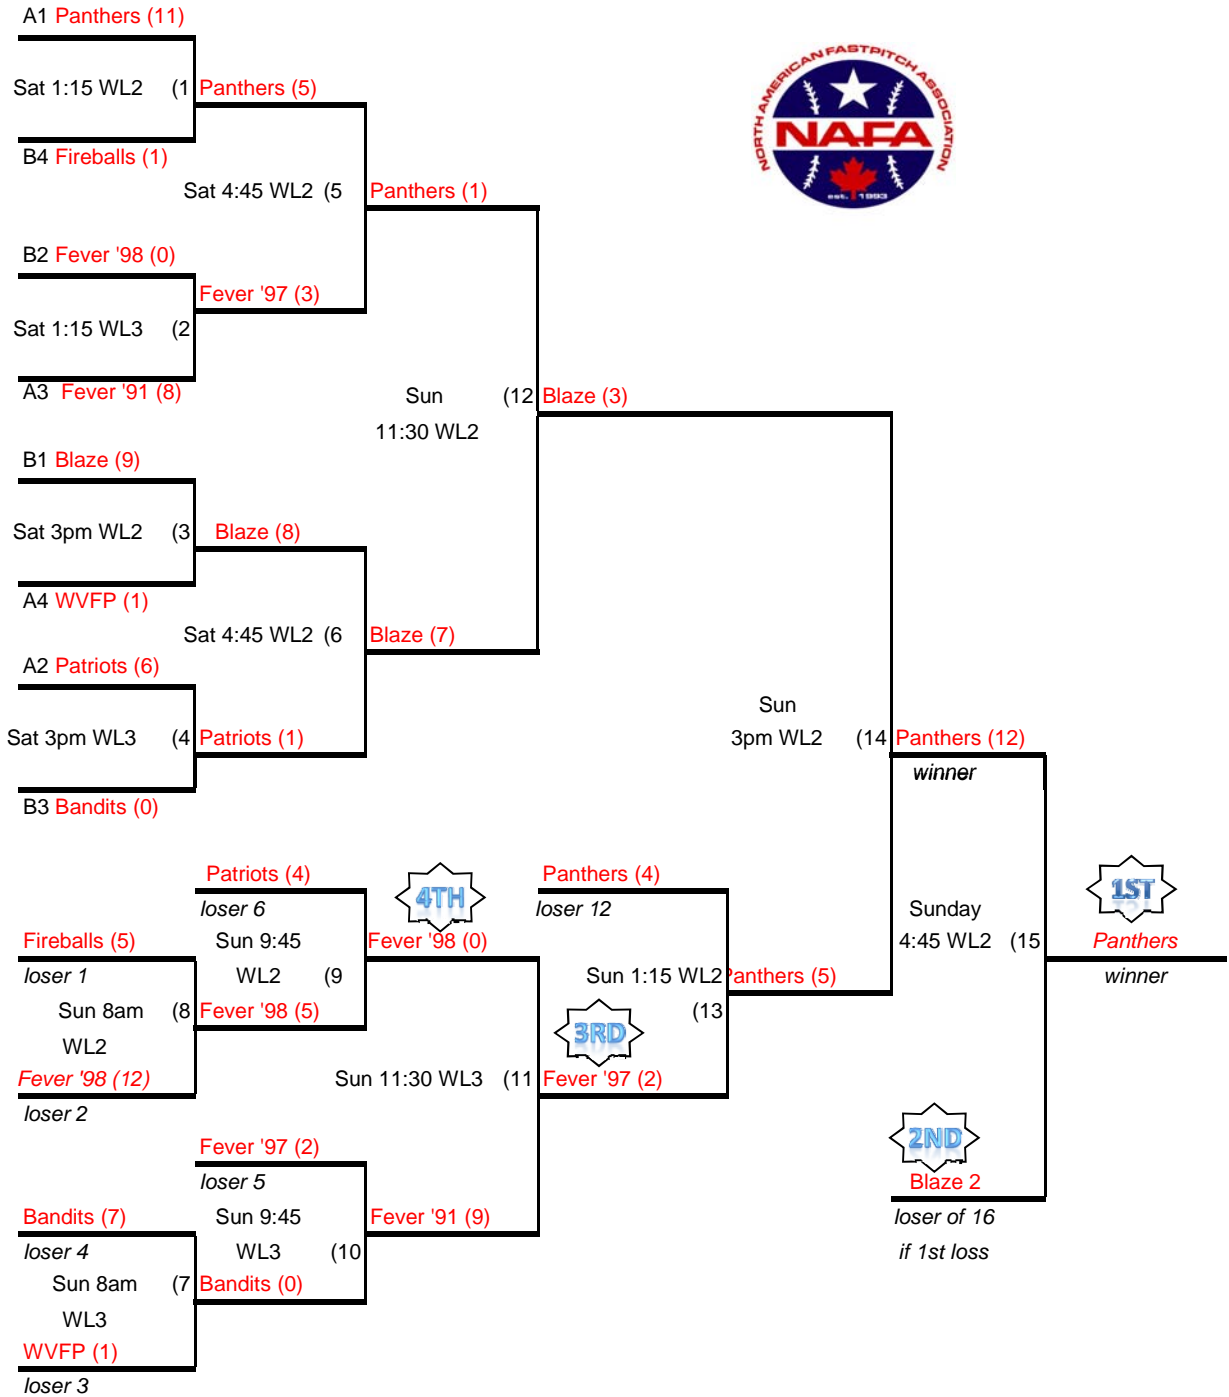 A1 Panthers (11)
Sat 1:15 WL2 (1 Panthers (5)
B4 Fireballs (1)
Sat 4:45 WL2 (5 Panthers (1)
B2 Fever '98 (0)
Fever '97 (3)
Sat 1:15 WL3 (2
A3 Fever '91 (8)
Sun (12 Blaze (3)
11:30 WL2
B1 Blaze (9)
Sat 3pm WL2 (3 Blaze (8)
A4 WVFP (1)
Sat 4:45 WL2 (6 Blaze (7)
A2 Patriots (6)
Sat 3pm WL3 (4 Patriots (1)
B3 Bandits (0)
NORTH AMERICAN FASTPITCH ASSOCIATION
NAFA
est. 1993
Sun
3pm WL2 (14 Panthers (12)
winner
Patriots (4)
loser 6
4TH
Panthers (4)
loser 12
1ST
Fireballs (5)
loser 1
Sun 9:45
WL2 (9
Fever '98 (0)
Sunday
4:45 WL2 (15
Panthers
winner
Sun 8am (8 Fever '98 (5)
WL2
Sun 1:15 WL2 Panthers (5)
(13
3RD
Fever '98 (12)
loser 2
Sun 11:30 WL3 (11 Fever '97 (2)
Fever '97 (2)
loser 5
2ND
Blaze 2
loser of 16
if 1st loss
Bandits (7)
loser 4
Sun 9:45
WL3 (10
Fever '91 (9)
Sun 8am (7 Bandits (0)
WL3
WVFP (1)
loser 3